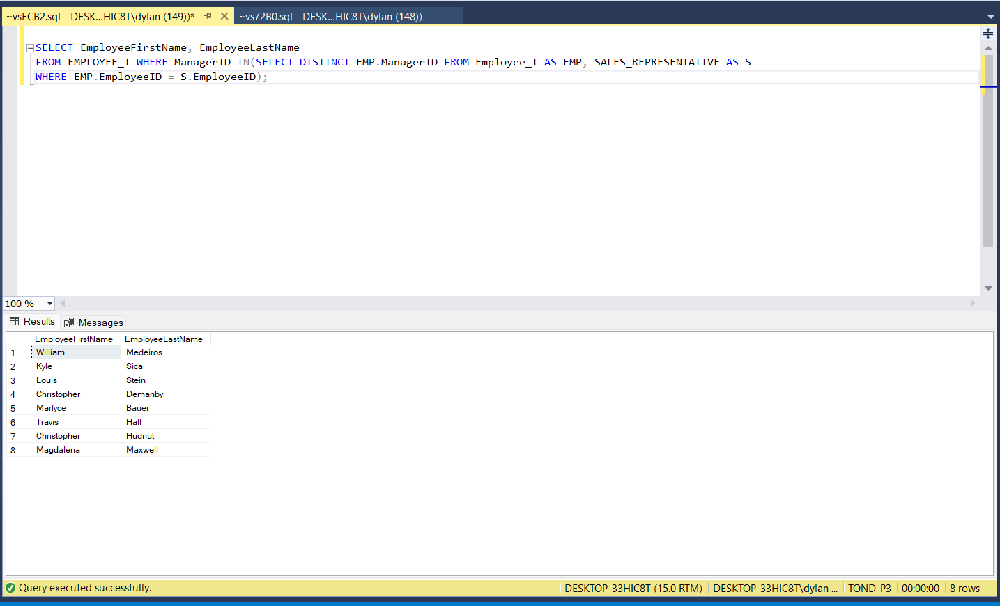 ~vsECB2.sql - DESK...HIC8T\dylan (149))* ~vs72B0.sql - DESK...HIC8T\dylan (148))
SELECT EmployeeFirstName, EmployeeLastName
FROM EMPLOYEE_T WHERE ManagerID IN(SELECT DISTINCT EMP.ManagerID FROM Employee_T AS EMP, SALES_REPRESENTATIVE AS S
WHERE EMP.EmployeeID = S.EmployeeID);
100 %
Results Messages
EmployeeFirstName EmployeeLastName
1 William Medeiros
2 Kyle Sica
3 Louis Stein
4 Christopher Demanby
5 Marlyce Bauer
6 Travis Hall
7 Christopher Hudnut
8 Magdalena Maxwell
Query executed successfully. DESKTOP-33HIC8T (15.0 RTM) DESKTOP-33HIC8T\dylan ... TOND-P3 00:00:00 8 rows